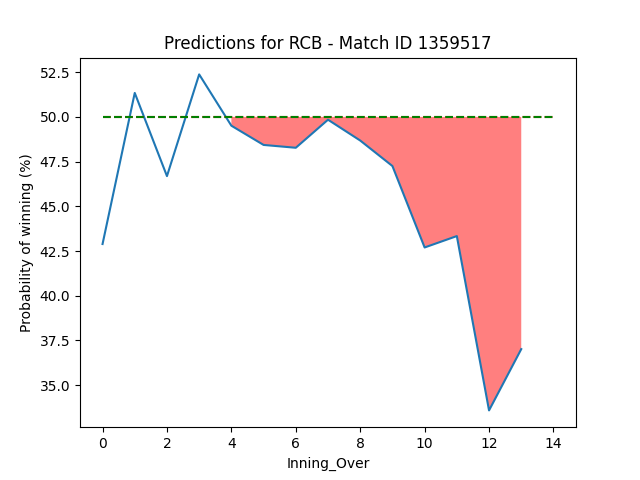 Predictions for RCB - Match ID 1359517
Probability of winning (%)
52.5
50.0
47.5
45.0
42.5
40.0
37.5
35.0
0 2 4 6 8 10 12 14
Inning_Over